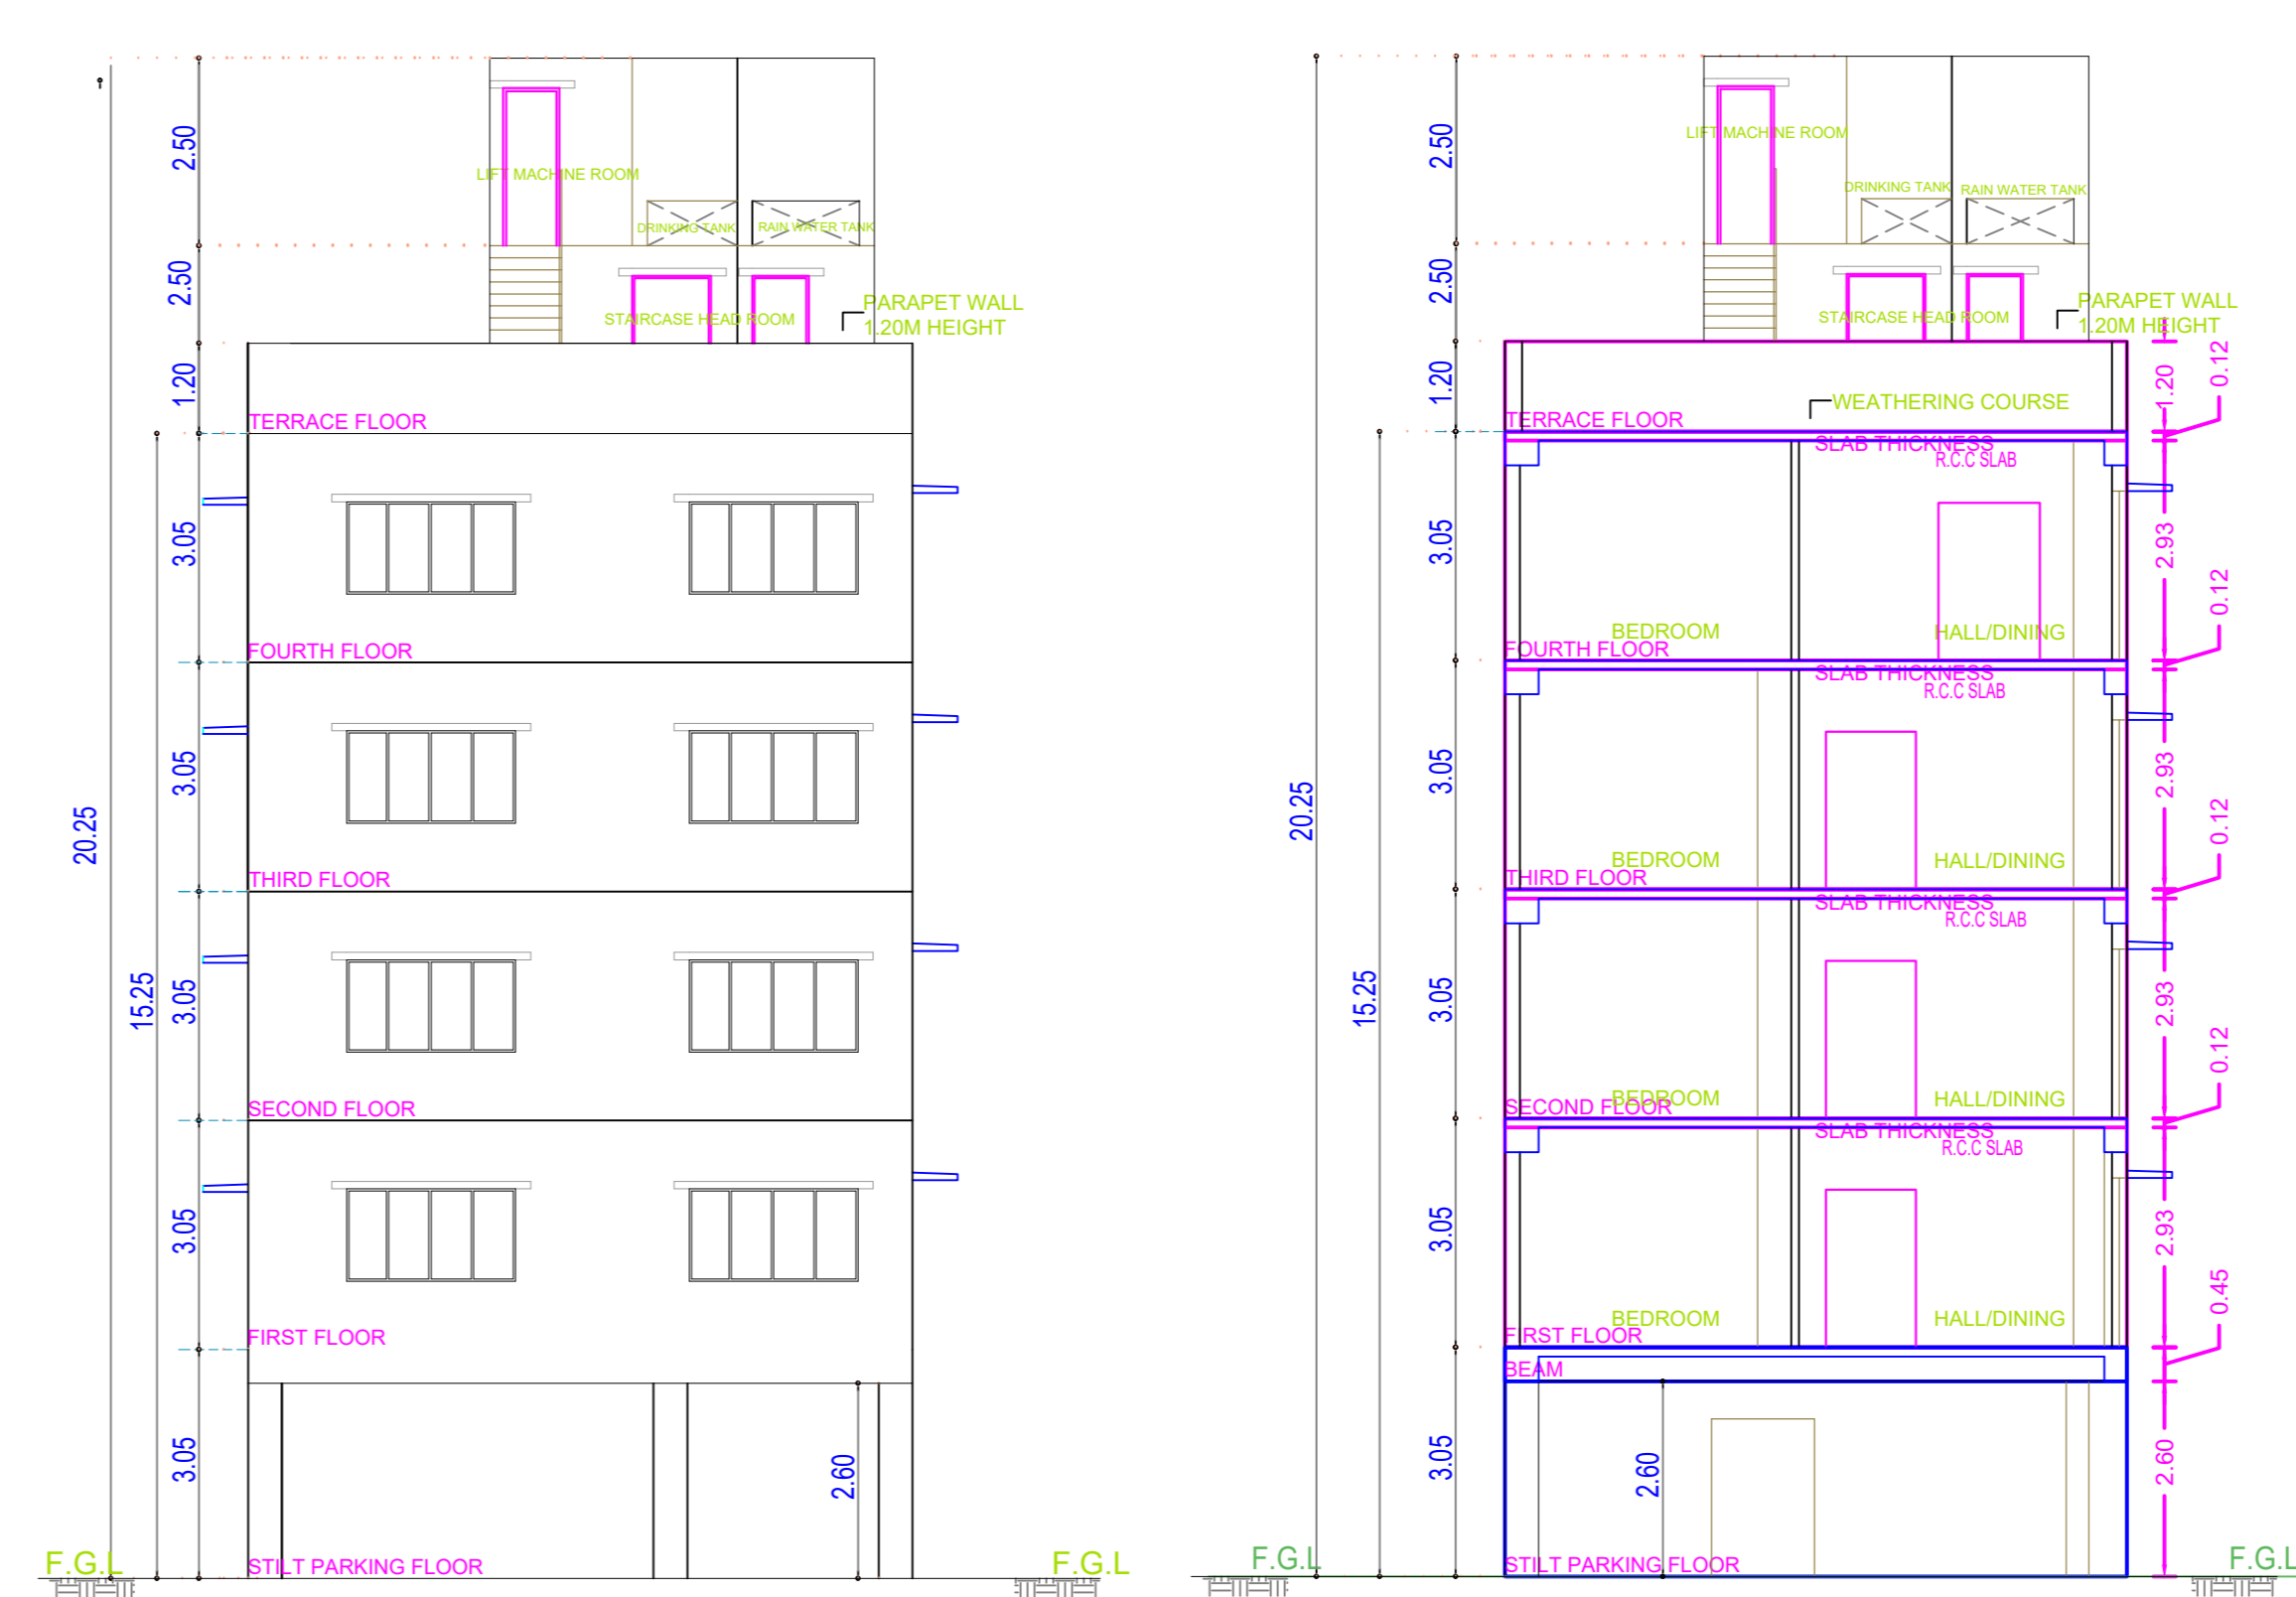 2.50
LIFT MACHINE ROOM
DRINKING TANK
RAIN WATER TANK
2.50
STAIRCASE HEAD ROOM
PARAPET WALL
1.20M HEIGHT
1.20
TERRACE FLOOR
3.05
FOURTH FLOOR
3.05
20.25
THIRD FLOOR
15.25
3.05
SECOND FLOOR
3.05
FIRST FLOOR
3.05
2.60
F.G.L
STILT PARKING FLOOR
F.G.L
2.50
LIFT MACHINE ROOM
DRINKING TANK
RAIN WATER TANK
2.50
STAIRCASE HEAD ROOM
PARAPET WALL
1.20M HEIGHT
1.20
WEATHERING COURSE
1.20
0.12
TERRACE FLOOR
SLAB THICKNESS
R.C.C SLAB
3.05
2.93
0.12
BEDROOM
HALL/DINING
FOURTH FLOOR
SLAB THICKNESS
R.C.C SLAB
3.05
2.93
0.12
20.25
BEDROOM
HALL/DINING
THIRD FLOOR
SLAB THICKNESS
R.C.C SLAB
15.25
3.05
2.93
0.12
BEDROOM
HALL/DINING
SECOND FLOOR
SLAB THICKNESS
R.C.C SLAB
3.05
2.93
0.45
BEDROOM
HALL/DINING
FIRST FLOOR
BEAM
3.05
2.60
2.60
F.G.L
STILT PARKING FLOOR
F.G.L